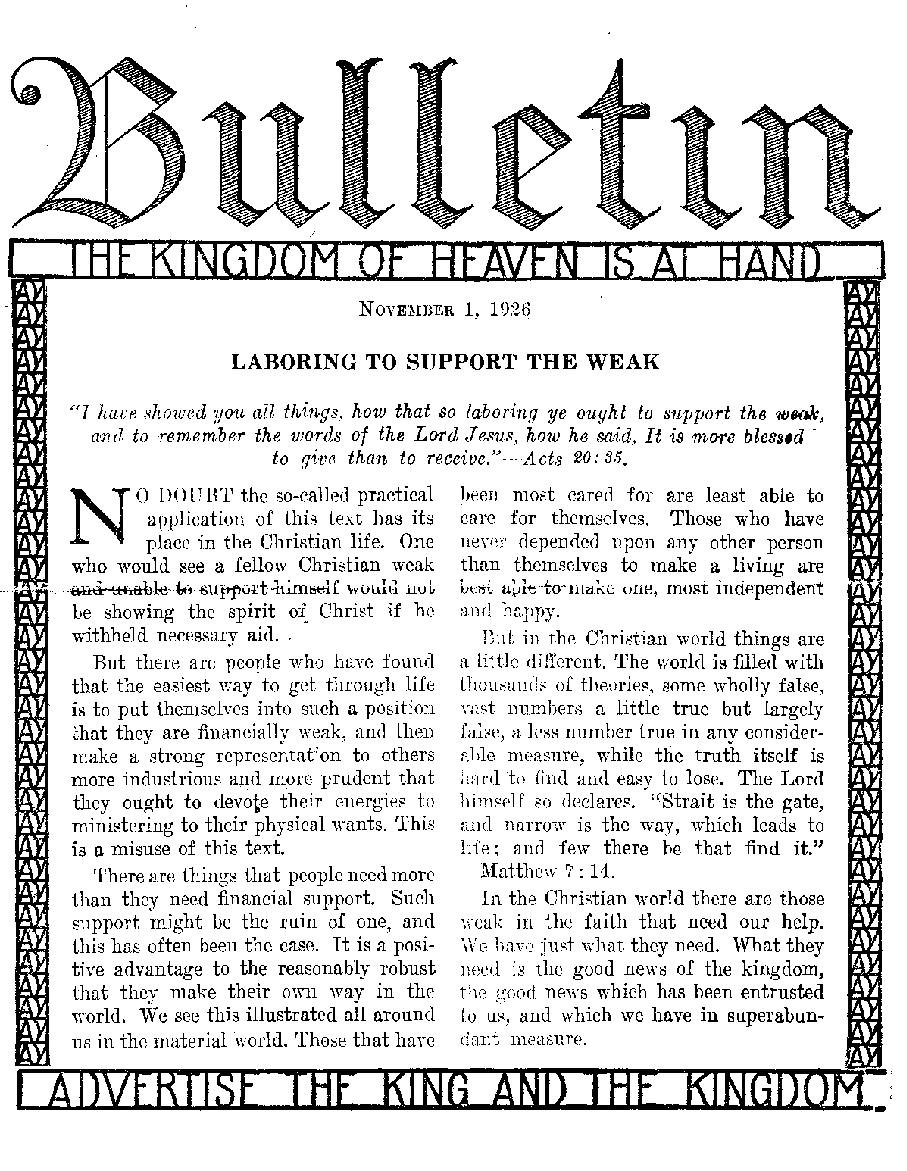 Bulletin
THE KINGDOM OF HEAVEN IS AT HAND
NOVEMBER 1, 1926
LABORING TO SUPPORT THE WEAK
"I have showed you all things, how that so laboring ye ought to support the weak,
and to remember the words of the Lord Jesus, how he said, It is more blessed
to give than to receive."—Acts 20:35.
NO DOUBT the so-called practical
application of this text has its
place in the Christian life. One
who would see a fellow Christian weak
and unable to support himself would not
be showing the spirit of Christ if he
withheld necessary aid.
But there are people who have found
that the easiest way to get through life
is to put themselves into such a position
that they are financially weak, and then
make a strong representation to others
more industrious and more prudent that
they ought to devote their energies to
ministering to their physical wants. This
is a misuse of this text.
There are things that people need more
than they need financial support. Such
support might be the ruin of one, and
this has often been the case. It is a posi-
tive advantage to the reasonably robust
that they make their own way in the
world. We see this illustrated all around
us in the material world. Those that have
been most cared for are least able to
care for themselves. Those who have
never depended upon any other person
than themselves to make a living are
best able to make one, most independent
and happy.
But in the Christian world things are
a little different. The world is filled with
thousands of theories, some wholly false,
vast numbers a little true but largely
false, a less number true in any consider-
able measure, while the truth itself is
hard to find and easy to lose. The Lord
himself so declares. "Strait is the gate,
and narrow is the way, which leads to
life; and few there be that find it."
Matthew 7:14.
In the Christian world there are those
weak in the faith that need our help.
We have just what they need. What they
need is the good news of the kingdom,
the good news which has been entrusted
to us, and which we have in superabun-
dant measure.
ADVERTISE THE KING AND THE KINGDOM